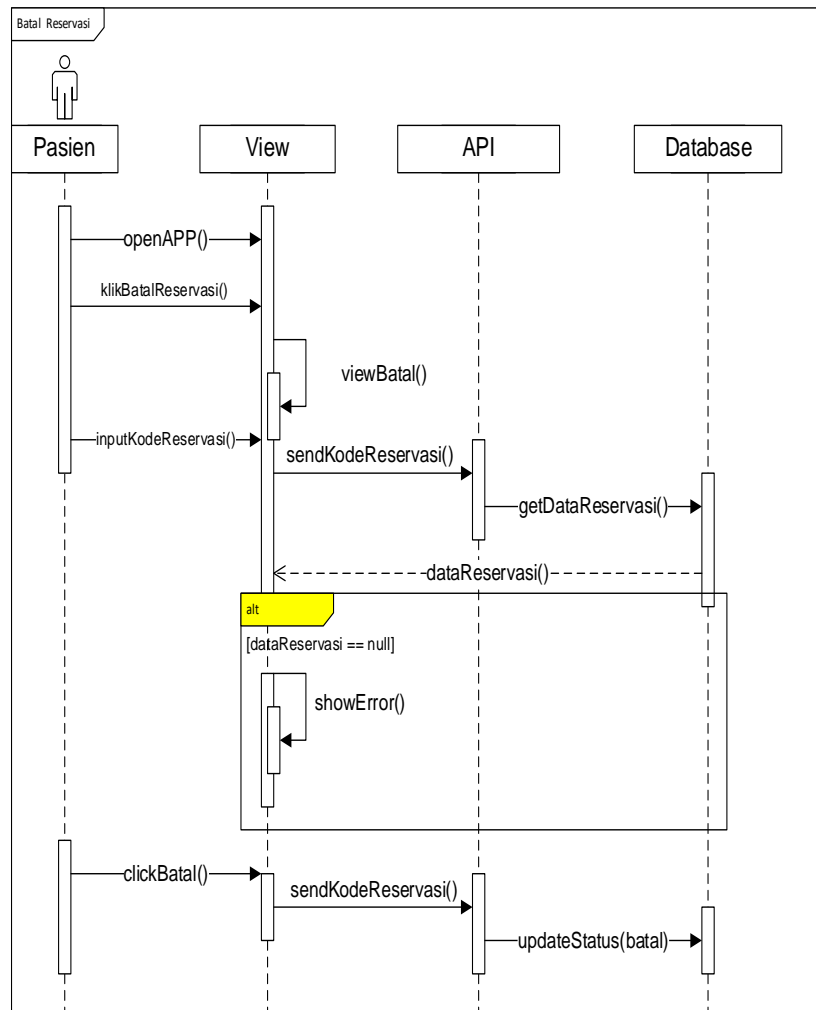 Batal Reservasi
Pasien
View
API
Database
openAPP()
klikBatalReservasi()
viewBatal()
inputKodeReservasi()
sendKodeReservasi()
getDataReservasi()
dataReservasi()
alt
[dataReservasi == null]
showError()
clickBatal()
sendKodeReservasi()
updateStatus(batal)